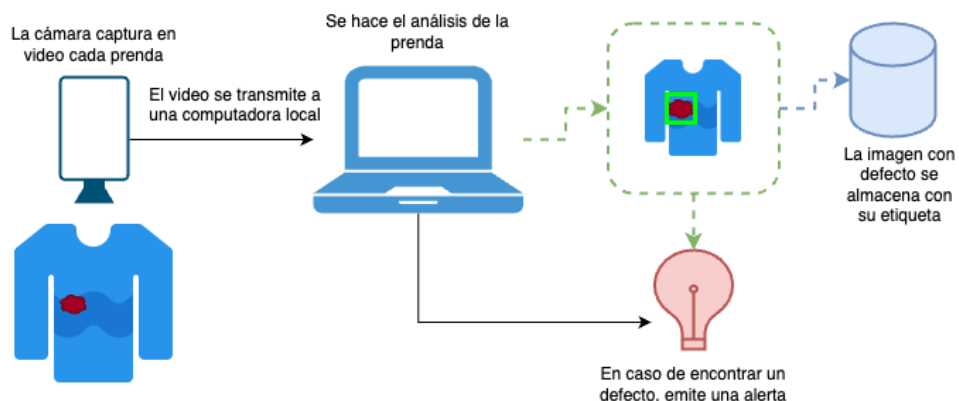 La cámara captura en
video cada prenda
El video se transmite a
una computadora local
Se hace el análisis de la
prenda
La imagen con
defecto se
almacena con
su etiqueta
En caso de encontrar un
defecto, emite una alerta